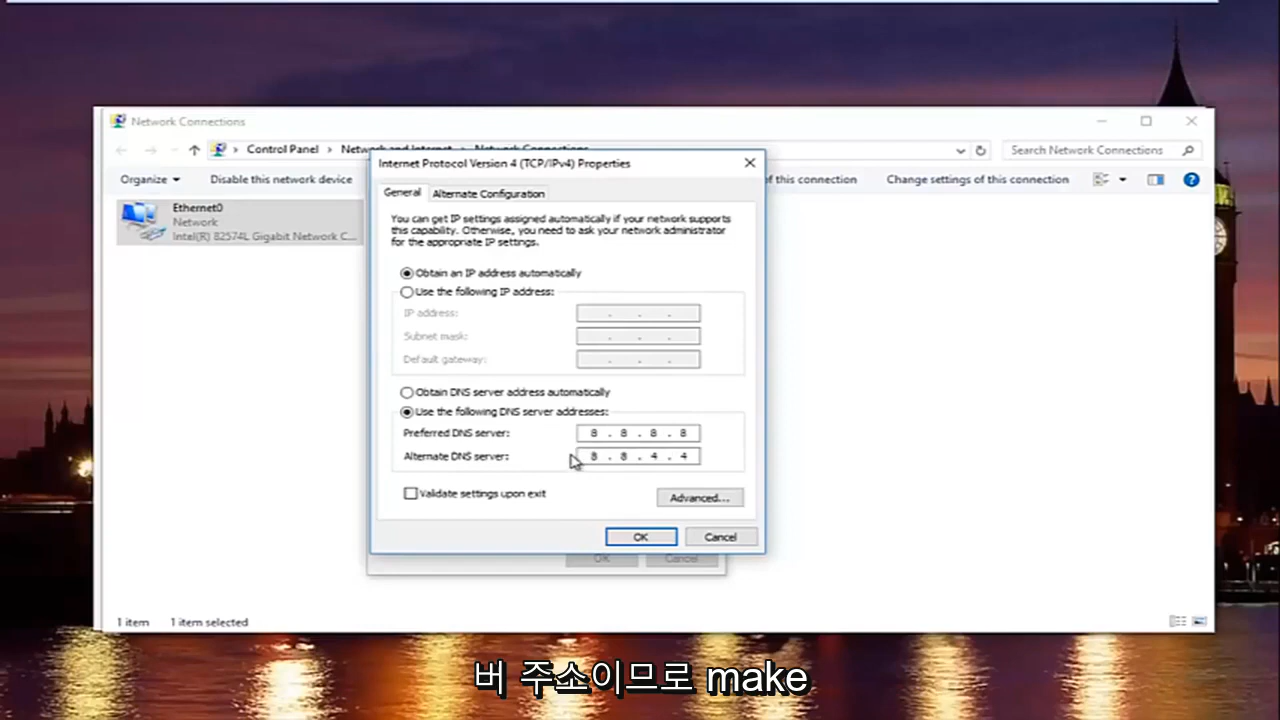 Network Connections
Control Panel > Network and Internet > Network Connections
Search Network Connections
Organize
Disable this network device
of this connection
Change settings of this connection
Ethernet0
Network
Intel(R) 82574L Gigabit Network C...
Internet Protocol Version 4 (TCP/IPv4) Properties
General
Alternate Configuration
You can get IP settings assigned automatically if your network supports
this capability. Otherwise, you need to ask your network administrator
for the appropriate IP settings.
Obtain an IP address automatically
Use the following IP address:
IP address:
. . .
Subnet mask:
. . .
Default gateway:
. . .
Obtain DNS server address automatically
Use the following DNS server addresses:
Preferred DNS server:
8 . 8 . 8 . 8
Alternate DNS server:
8 . 8 . 4 . 4
Validate settings upon exit
Advanced...
OK
Cancel
OK
Cancel
1 item
1 item selected
버 주소이므로 make